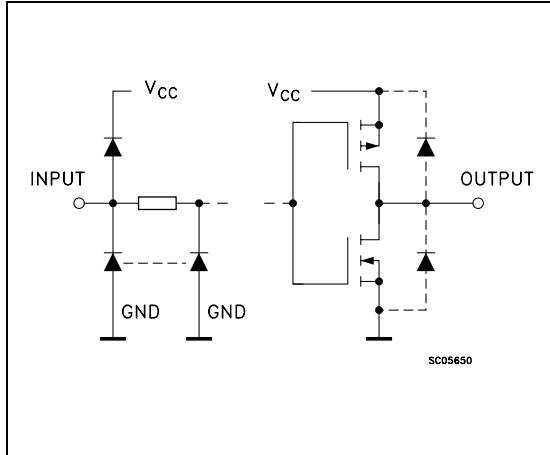 VCC
VCC
INPUT
OUTPUT
GND
GND
SC05650